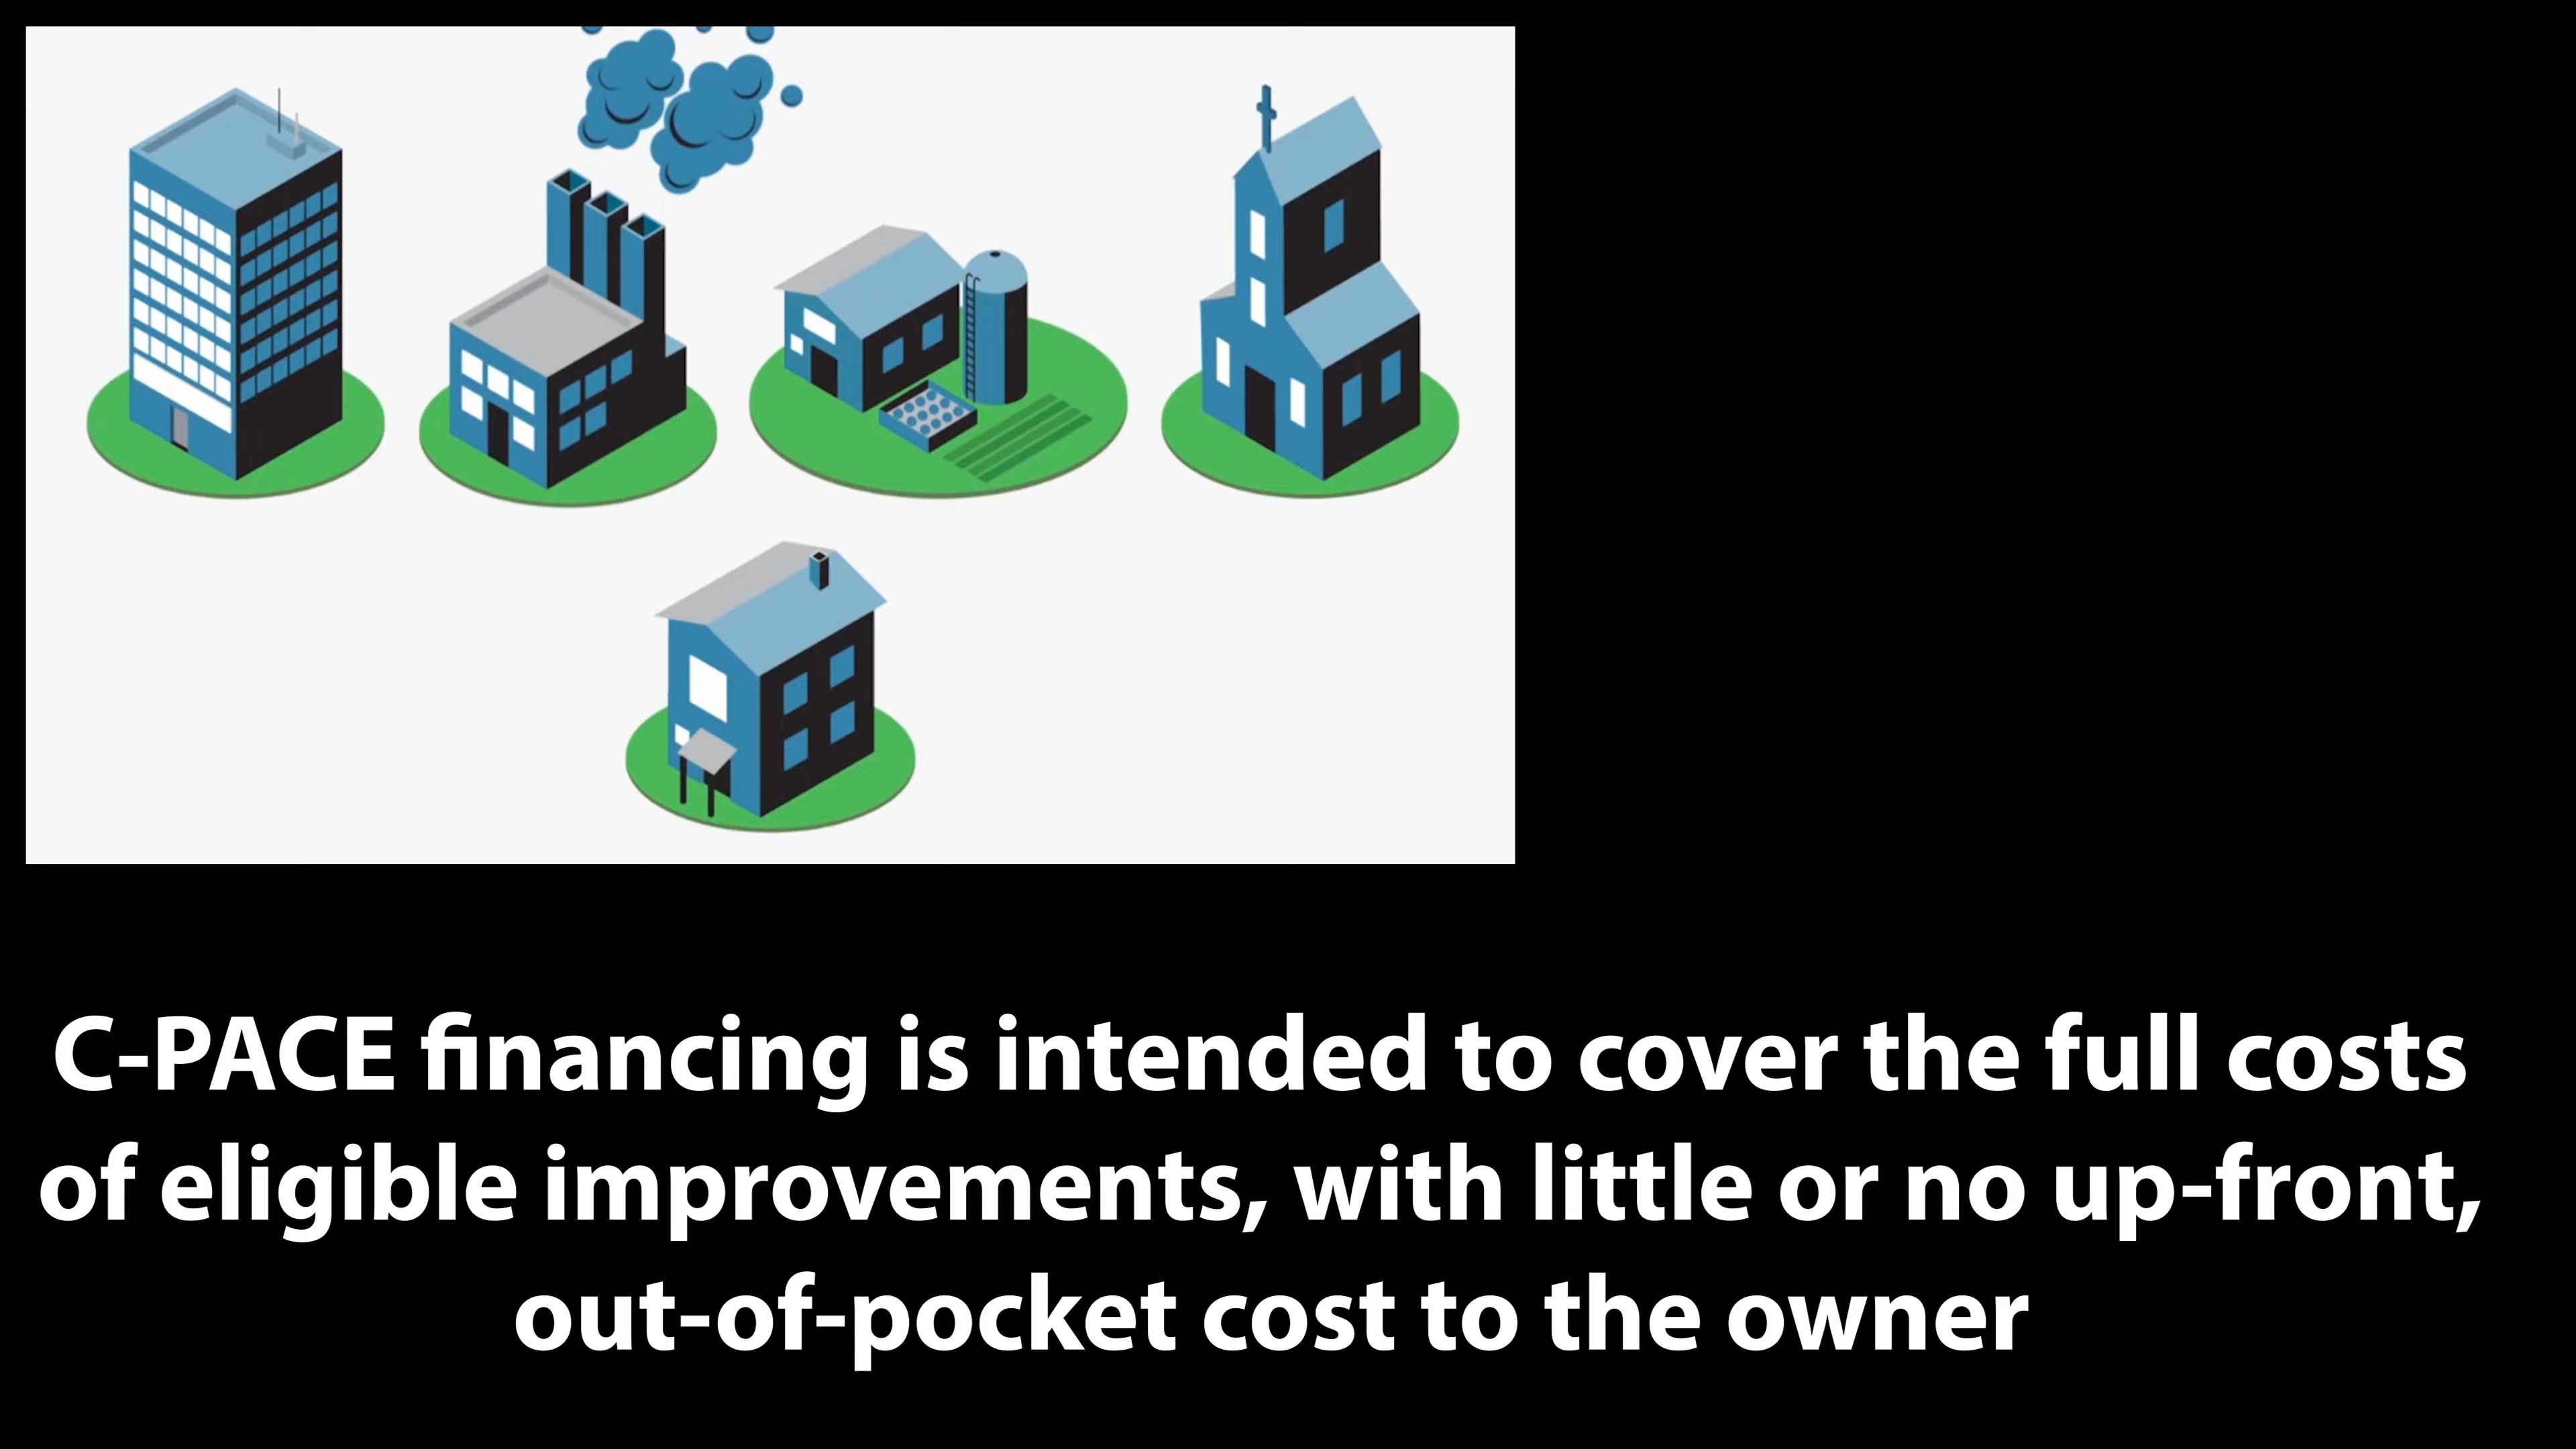 C-PACE financing is intended to cover the full costs
of eligible improvements, with little or no up-front,
out-of-pocket cost to the owner